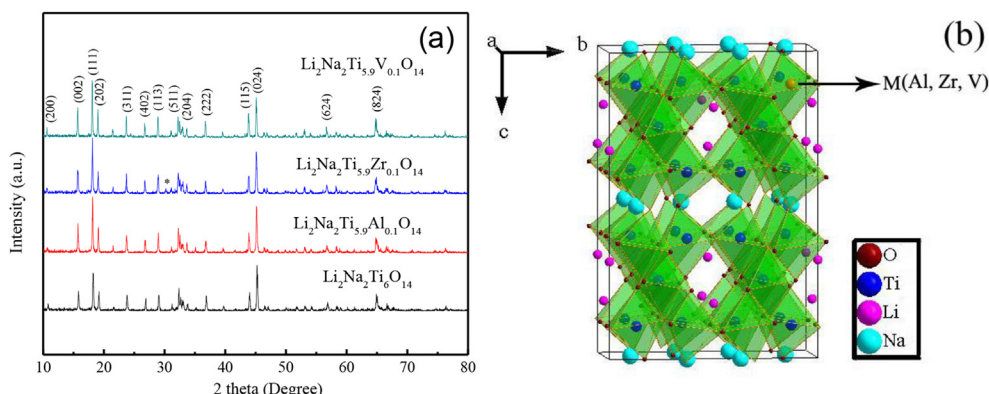 (a)
Li₂Na₂Ti₅.₉V₀.₁O₁₄
(200)
(002)
(111)
(202)
(311)
(402)
(113)
(511)
(204)
(222)
(115)
(024)
(624)
(824)
Li₂Na₂Ti₅.₉Zr₀.₁O₁₄
*
Li₂Na₂Ti₅.₉Al₀.₁O₁₄
Li₂Na₂Ti₆O₁₄
Intensity (a.u.)
10 20 30 40 50 60 70 80
2 theta (Degree)
(b)
a
b
c
M(Al, Zr, V)
O
Ti
Li
Na